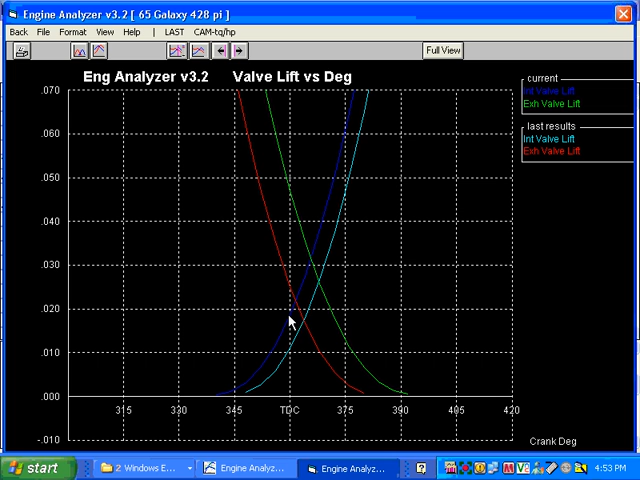 Engine Analyzer v3.2 [ 65 Galaxy 428 pi ]
Back File Format View Help | LAST CAM-tq/hp
Full View
Eng Analyzer v3.2 Valve Lift vs Deg
current
Int Valve Lift
Exh Valve Lift
last results
Int Valve Lift
Exh Valve Lift
.070
.060
.050
.040
.030
.020
.010
.000
-.010
315 330 345 TDC 375 390 405 420
Crank Deg
start 2 Windows E... Engine Analyz... Engine Analyz... ? 4:53 PM